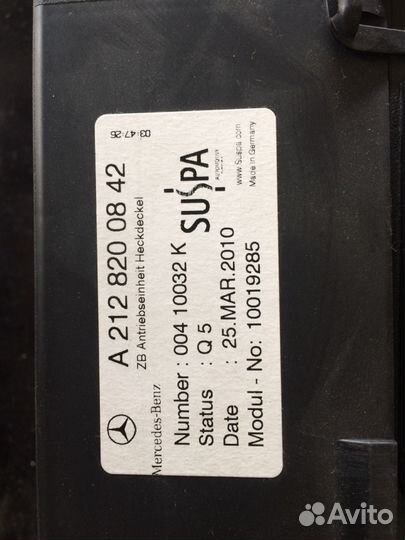 A 212 820 08 42
ZB Antriebseinheit Heckdeckel
03:47:26
Mercedes-Benz
Number : 004 10032 K
Status : Q 5
Date : 25.MAR.2010
Modul - No: 10019285
SUSPA
www.Suspa.com
Made in Germany
Avito